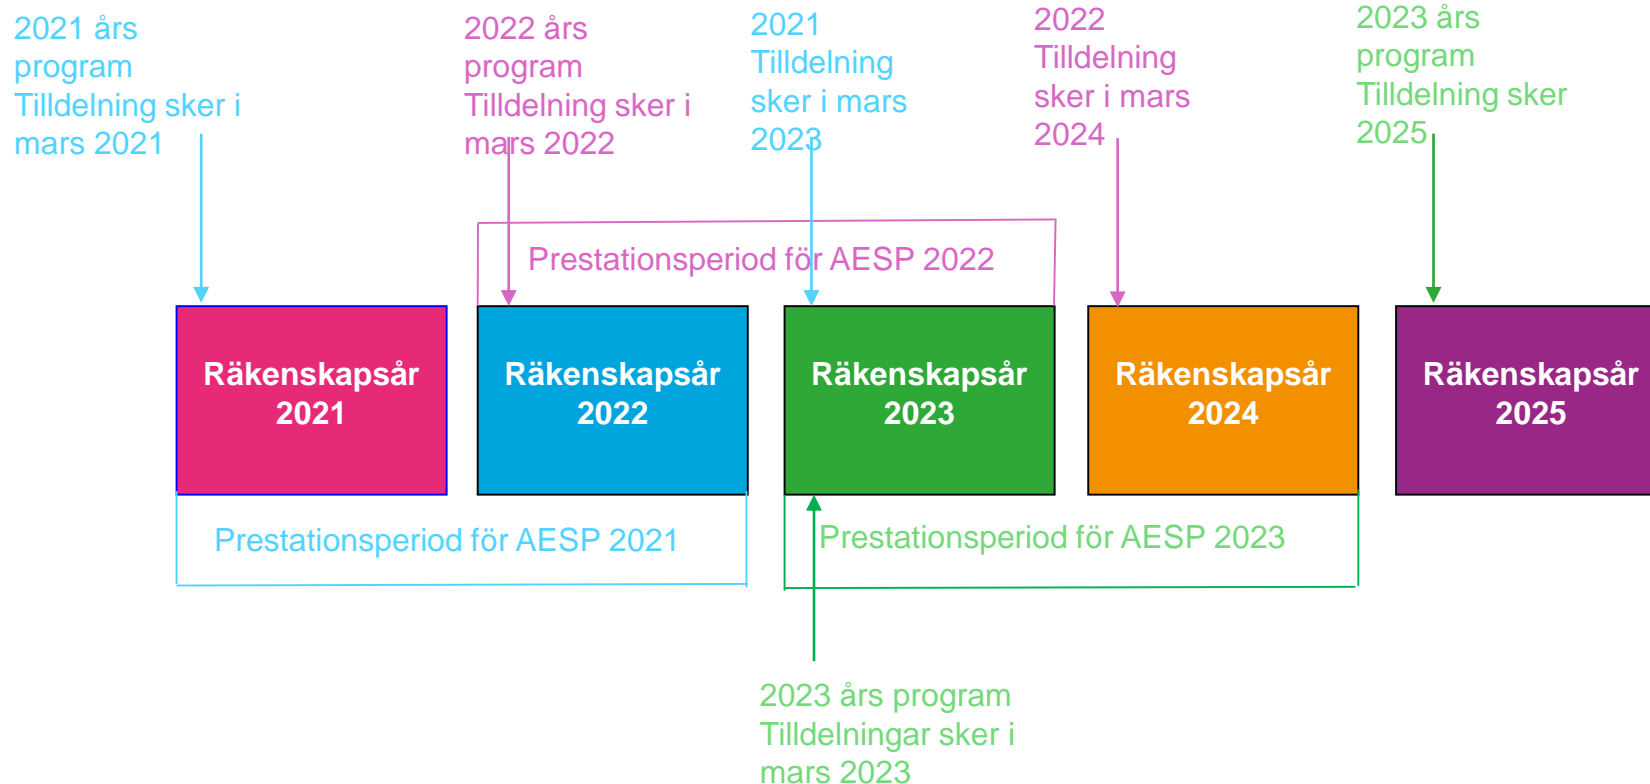 2021 års
program
Tilldelning sker i
mars 2021
2022 års
program
Tilldelning sker i
mars 2022
2021
Tilldelning
sker i mars
2023
2022
Tilldelning
sker i mars
2024
2023 års
program
Tilldelning sker
2025
Prestationsperiod för AESP 2022
Räkenskapsår
2021
Räkenskapsår
2022
Räkenskapsår
2023
Räkenskapsår
2024
Räkenskapsår
2025
Prestationsperiod för AESP 2021
Prestationsperiod för AESP 2023
2023 års program
Tilldelningar sker i
mars 2023